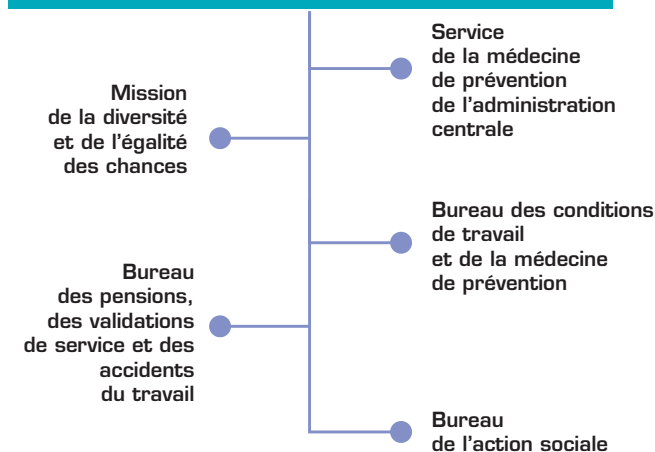 Service
de la médecine
de prévention
de l'administration
centrale
Mission
de la diversité
et de l'égalité
des chances
Bureau des conditions
de travail
et de la médecine
de prévention
Bureau
des pensions,
des validations
de service et des
accidents
du travail
Bureau
de l'action sociale